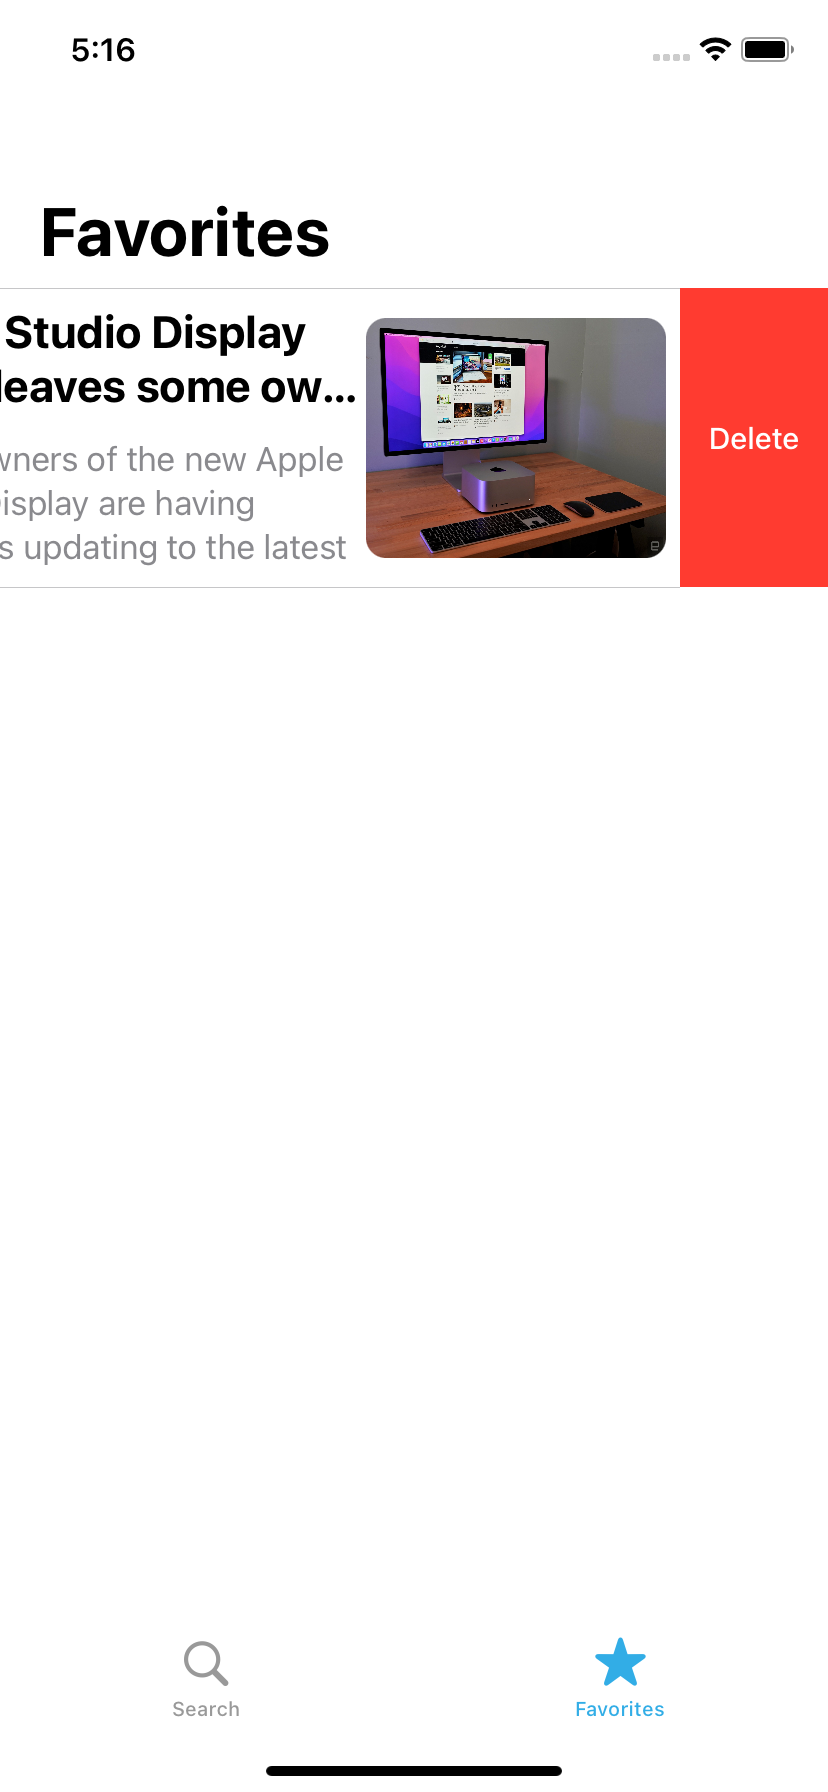 5:16
Favorites
Studio Display
leaves some ow...
wners of the new Apple
Display are having
s updating to the latest
Delete
Search
Favorites